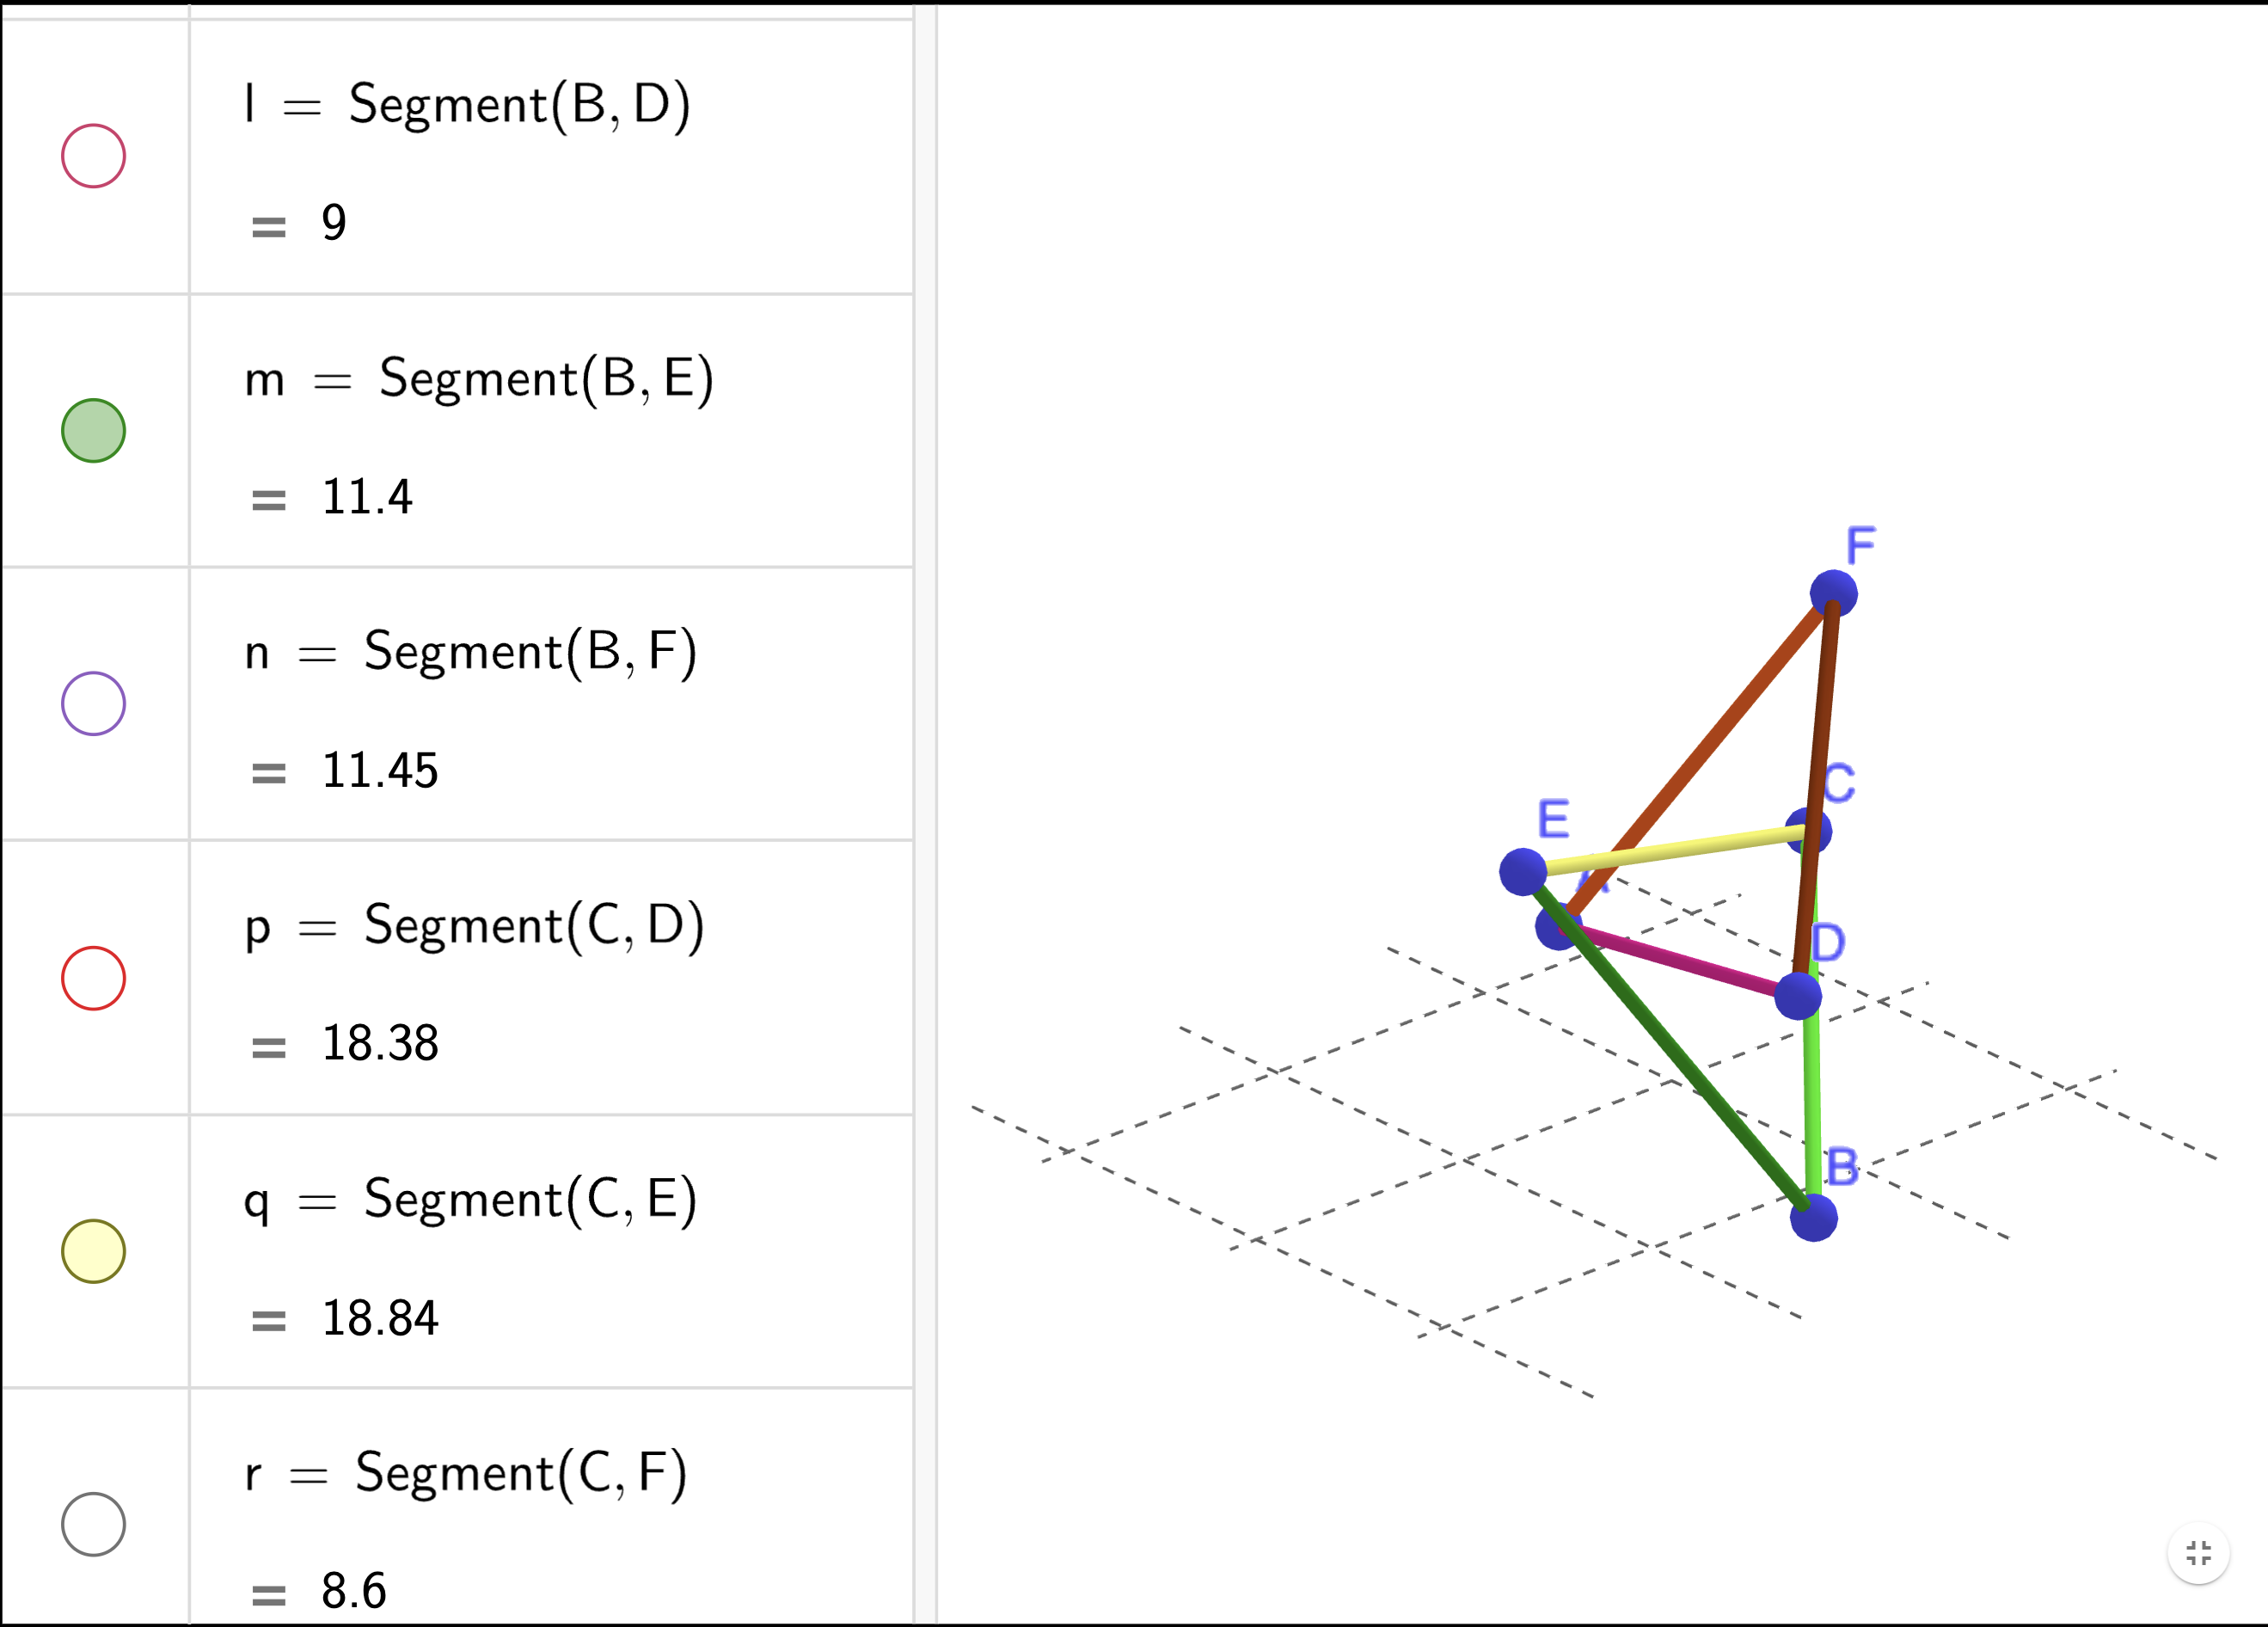 l = Segment(B, D)
= 9
m = Segment(B, E)
= 11.4
n = Segment(B, F)
= 11.45
p = Segment(C, D)
= 18.38
q = Segment(C, E)
= 18.84
r = Segment(C, F)
= 8.6
F
C
E
A
D
B